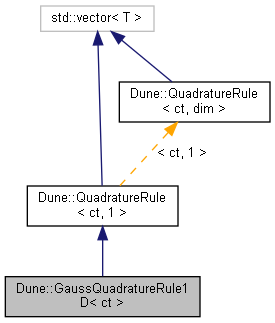 std::vector< T >
Dune::QuadratureRule
< ct, dim >
< ct, 1 >
Dune::QuadratureRule
< ct, 1 >
Dune::GaussQuadratureRule1
D< ct >